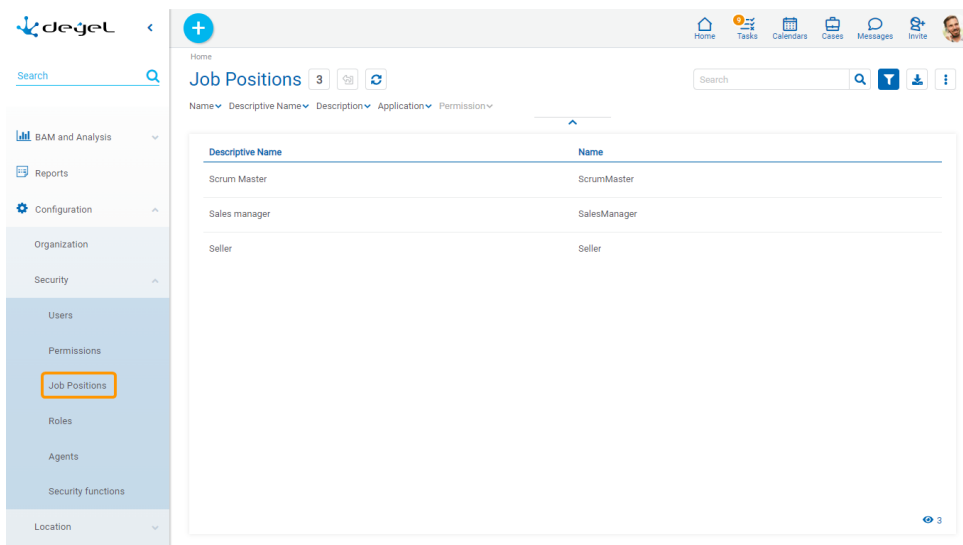 deyel
Search
BAM and Analysis
Reports
Configuration
Organization
Security
Users
Permissions
Job Positions
Roles
Agents
Security functions
Location
9
Home
Tasks
Calendars
Cases
Messages
Invite
Home
Job Positions 3
Search
Name Descriptive Name Description Application Permission
Descriptive Name Name
Scrum Master ScrumMaster
Sales manager SalesManager
Seller Seller
3